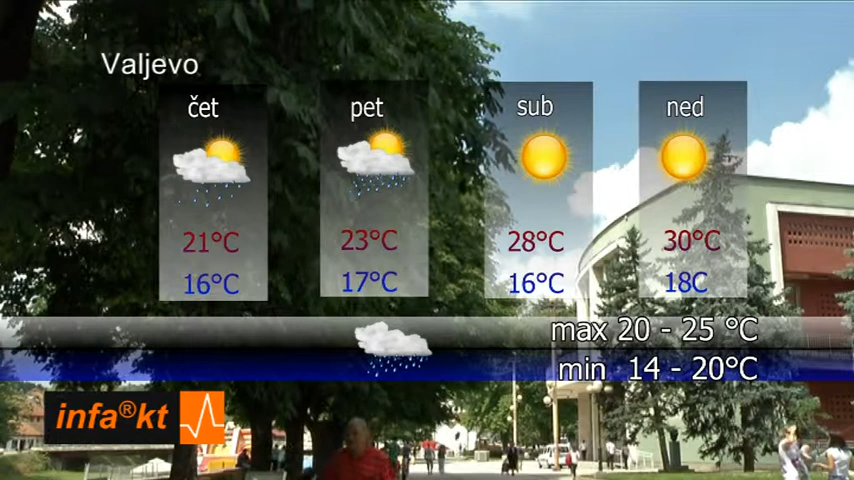 Valjevo
čet
pet
sub
ned
21°C
23°C
28°C
30°C
16°C
17°C
16°C
18C
max 20 - 25 °C
min 14 - 20°C
infa®kt